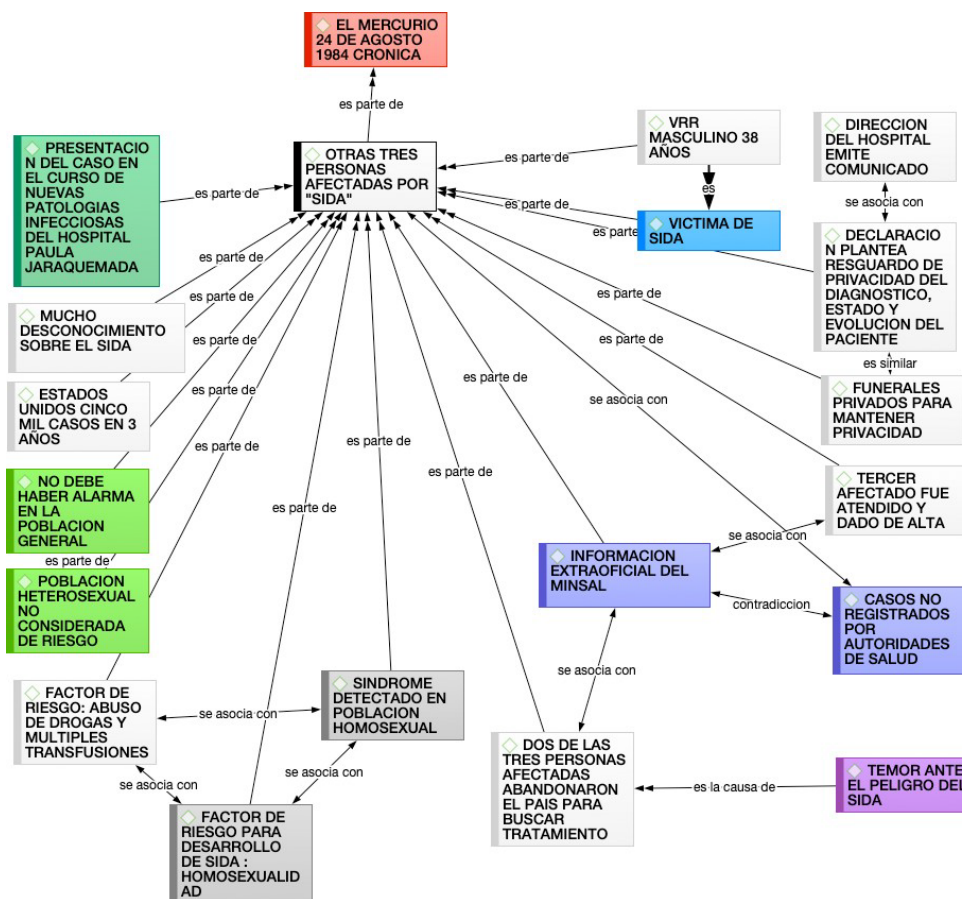 EL MERCURIO
24 DE AGOSTO
1984 CRONICA
es parte de
PRESENTACIO
N DEL CASO EN
EL CURSO DE
NUEVAS
PATOLOGIAS
INFECCIOSAS
DEL HOSPITAL
PAULA
JARAQUEMADA
es parte de
OTRAS TRES
PERSONAS
AFECTADAS POR
"SIDA"
es parte de
VRR
MASCULINO 38
AÑOS
es
es parte de
es parte
VICTIMA DE
SIDA
DIRECCION
DEL HOSPITAL
EMITE
COMUNICADO
se asocia con
DECLARACIO
N PLANTEA
RESGUARDO DE
PRIVACIDAD DEL
DIAGNOSTICO,
ESTADO Y
EVOLUCION DEL
PACIENTE
es similar
es parte de
FUNERALES
PRIVADOS PARA
MANTENER
PRIVACIDAD
es parte de
MUCHO
DESCONOCIMIENTO
SOBRE EL SIDA
es parte de
ESTADOS
UNIDOS CINCO
MIL CASOS EN 3
AÑOS
es parte de
es parte de
es parte de
es parte de
es parte de
es parte de
se asocia con
es parte de
es parte de
NO DEBE
HABER ALARMA
EN LA
POBLACION
GENERAL
es parte de
POBLACION
HETEROSEXUAL
NO
CONSIDERADA
DE RIESGO
TERCER
AFECTADO FUE
ATENDIDO Y
DADO DE ALTA
se asocia con
INFORMACION
EXTRAOFICIAL DEL
MINSAL
contradiccion
CASOS NO
REGISTRADOS
POR
AUTORIDADES
DE SALUD
se asocia con
FACTOR DE
RIESGO: ABUSO
DE DROGAS Y
MULTIPLES
TRANSFUSIONES
se asocia con
SINDROME
DETECTADO EN
POBLACION
HOMOSEXUAL
se asocia con
se asocia con
FACTOR DE
RIESGO PARA
DESARROLLO
DE SIDA :
HOMOSEXUALID
AD
DOS DE LAS
TRES PERSONAS
AFECTADAS
ABANDONARON
EL PAIS PARA
BUSCAR
TRATAMIENTO
es la causa de
TEMOR ANTE
EL PELIGRO DEL
SIDA